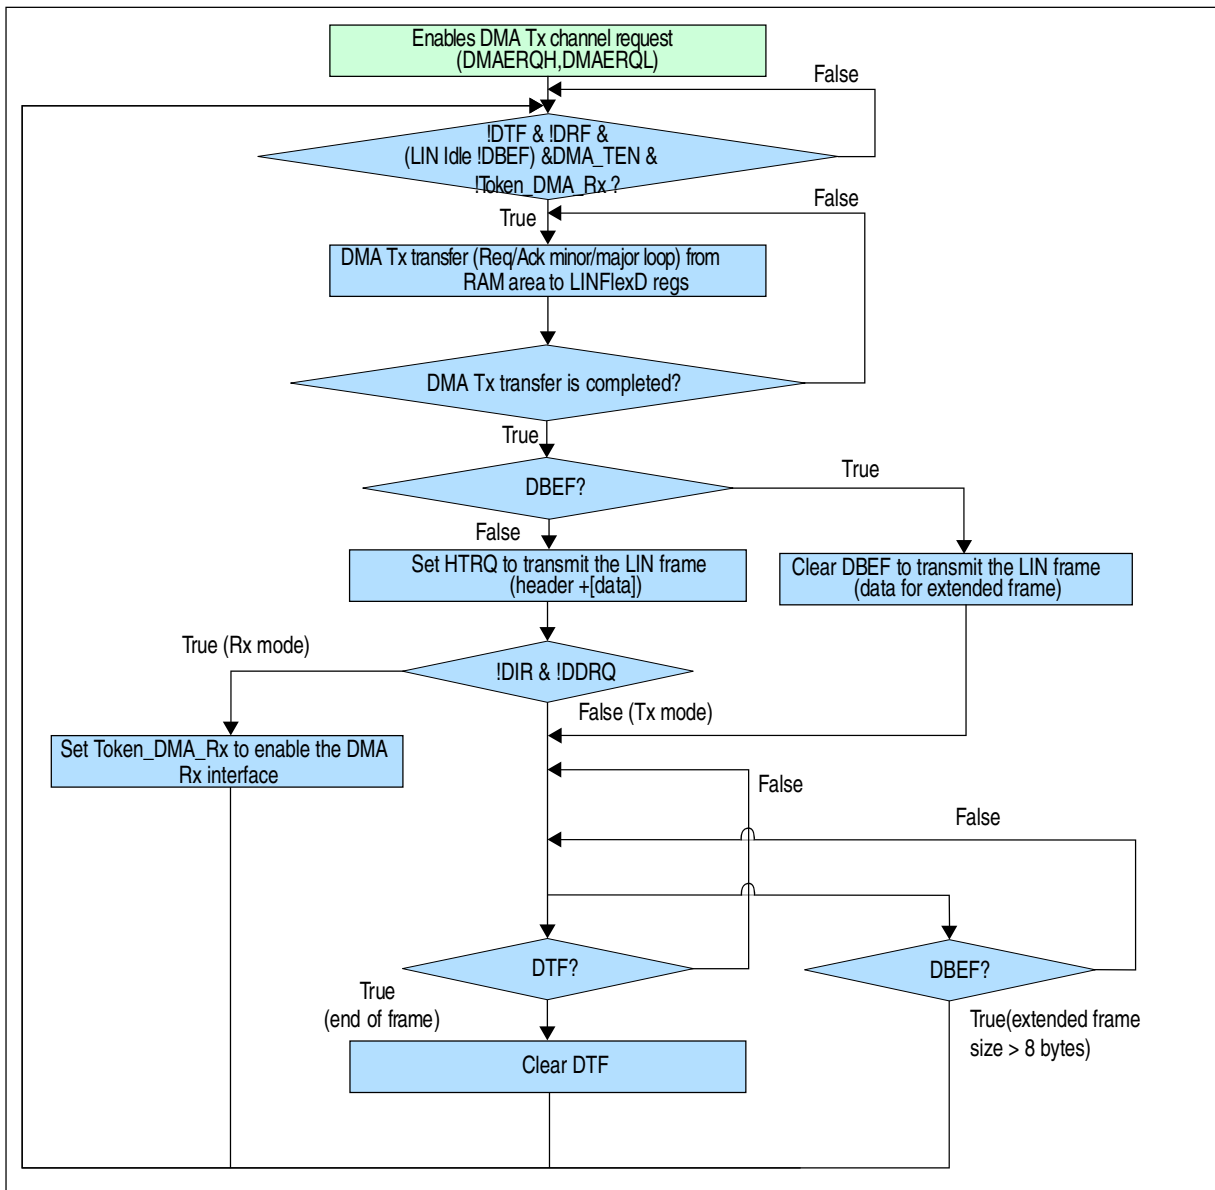 Enables DMA Tx channel request
(DMAERQH,DMAERQL)
False
!DTF & !DRF &
(LIN Idle !DBEF) &DMA_TEN &
!Token_DMA_Rx ?
True
False
DMA Tx transfer (Req/Ack minor/major loop) from
RAM area to LINFlexD regs
DMA Tx transfer is completed?
True
DBEF?
True
False
Set HTRQ to transmit the LIN frame
(header +[data])
Clear DBEF to transmit the LIN frame
(data for extended frame)
True (Rx mode)
!DIR & !DDRQ
False (Tx mode)
Set Token_DMA_Rx to enable the DMA
Rx interface
False
False
DTF?
DBEF?
True
(end of frame)
True(extended frame
size > 8 bytes)
Clear DTF